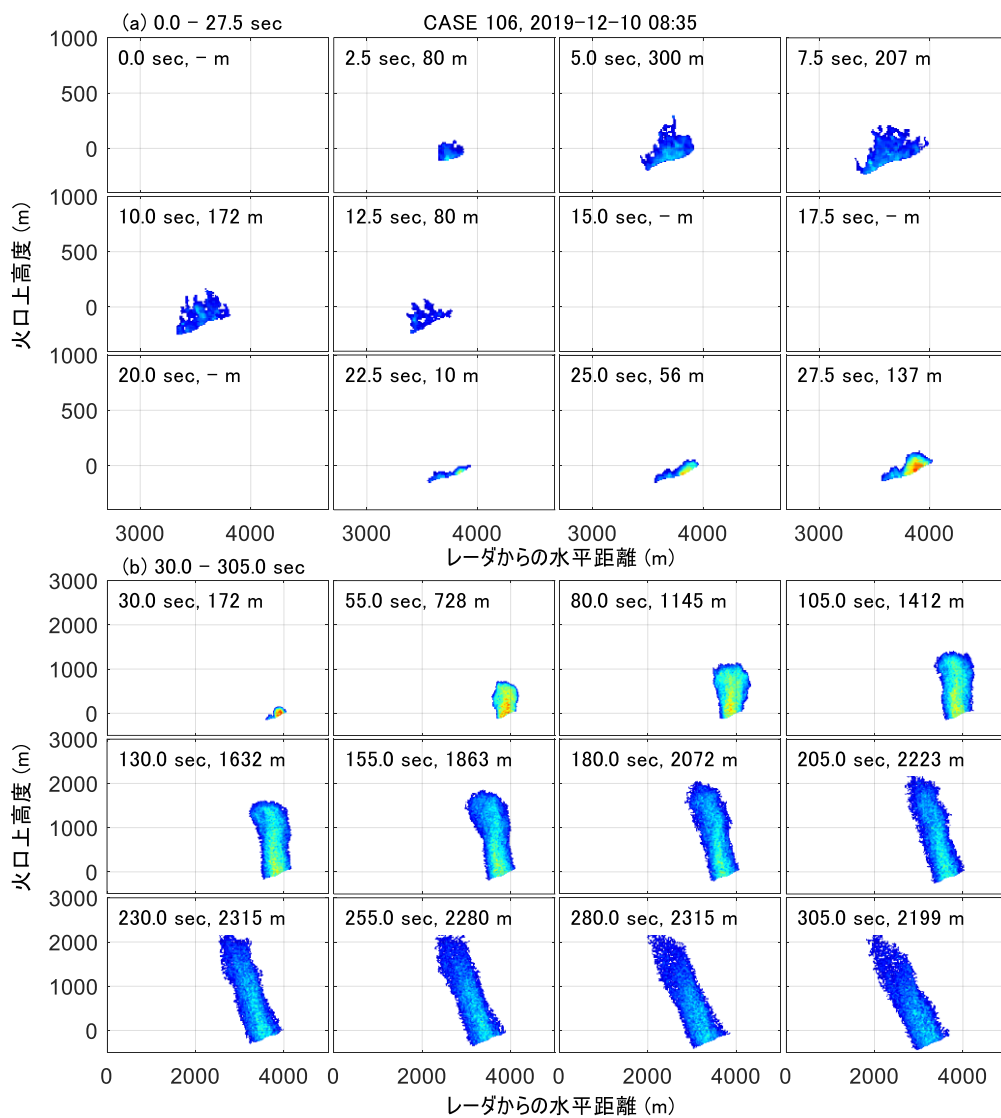 (a) 0.0 − 27.5 sec CASE 106, 2019−12−10 08:35
0.0 sec, − m 2.5 sec, 80 m 5.0 sec, 300 m 7.5 sec, 207 m
1000
500
0
10.0 sec, 172 m 12.5 sec, 80 m 15.0 sec, − m 17.5 sec, − m
1000
500
0
火口上高度 (m)
20.0 sec, − m 22.5 sec, 10 m 25.0 sec, 56 m 27.5 sec, 137 m
1000
500
0
3000 4000 3000 4000 3000 4000 3000 4000
レーダからの水平距離 (m)
(b) 30.0 − 305.0 sec
30.0 sec, 172 m 55.0 sec, 728 m 80.0 sec, 1145 m 105.0 sec, 1412 m
3000
2000
1000
0
130.0 sec, 1632 m 155.0 sec, 1863 m 180.0 sec, 2072 m 205.0 sec, 2223 m
3000
2000
1000
0
火口上高度 (m)
230.0 sec, 2315 m 255.0 sec, 2280 m 280.0 sec, 2315 m 305.0 sec, 2199 m
3000
2000
1000
0
0 2000 4000 0 2000 4000 0 2000 4000 0 2000 4000
レーダからの水平距離 (m)